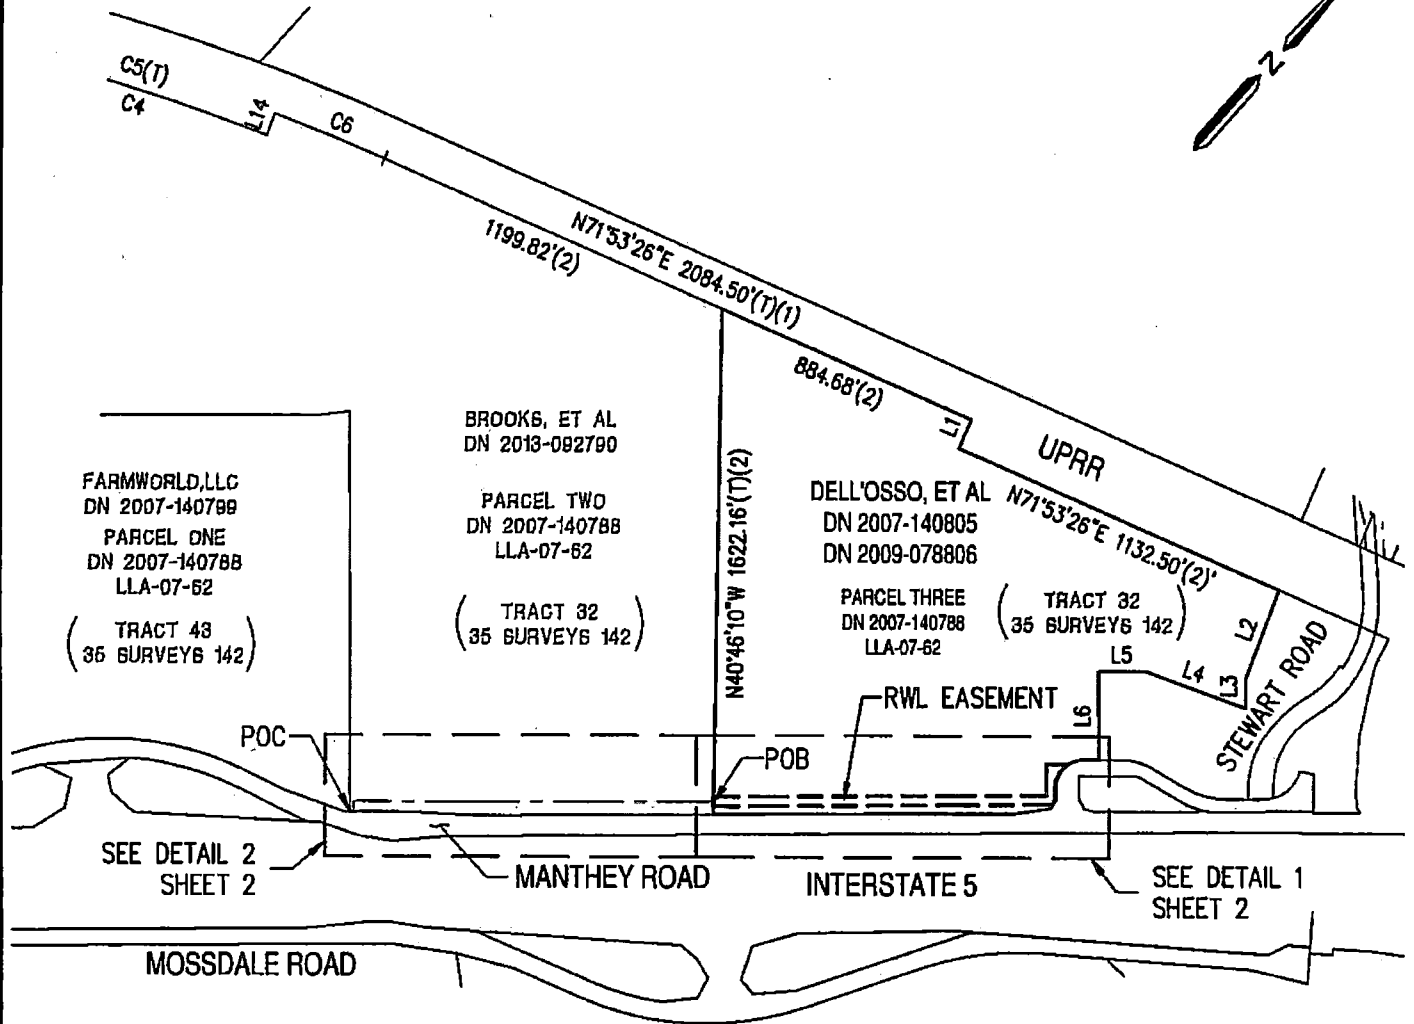 N
C5(T)
C4
L14
C6
1199.82'(2)
N71°53'26"E 2084.50'(T)(1)
884.68'(2)
L1
UPRR
N71°53'26"E 1132.50'(2)'
BROOKS, ET AL
DN 2013-092790
PARCEL TWO
DN 2007-140788
LLA-07-62
( TRACT 32
35 SURVEYS 142 )
FARMWORLD,LLC
DN 2007-140799
PARCEL ONE
DN 2007-140788
LLA-07-62
( TRACT 43
35 SURVEYS 142 )
N40°46'10"W 1622.16'(T)(2)
DELL'OSSO, ET AL
DN 2007-140805
DN 2009-078806
PARCEL THREE
DN 2007-140788
LLA-07-62
( TRACT 32
35 SURVEYS 142 )
L2
L5
L4
L3
L6
STEWART ROAD
RWL EASEMENT
POC
POB
SEE DETAIL 2
SHEET 2
MANTHEY ROAD
INTERSTATE 5
SEE DETAIL 1
SHEET 2
MOSSDALE ROAD